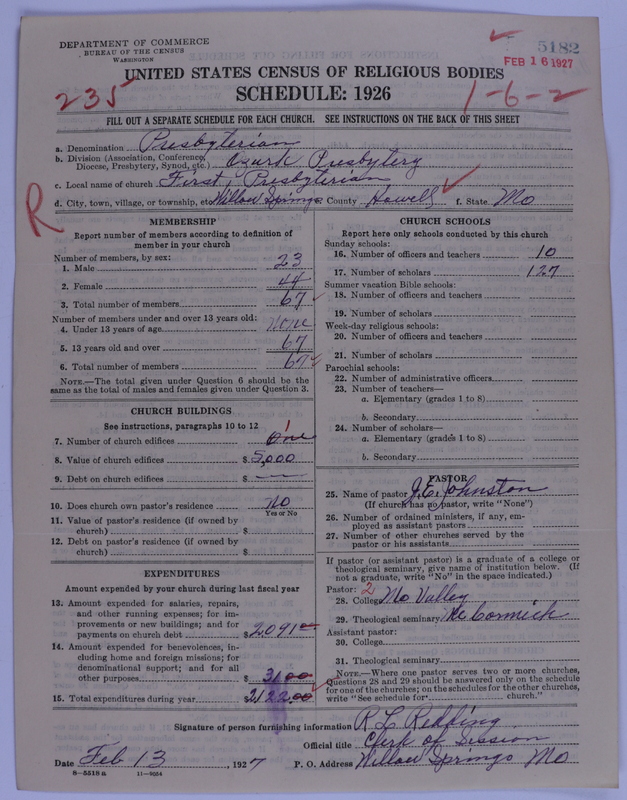 DEPARTMENT OF COMMERCE
BUREAU OF THE CENSUS
WASHINGTON
5182
FEB 16 1927
UNITED STATES CENSUS OF RELIGIOUS BODIES
235
SCHEDULE: 1926
1-6-2
FILL OUT A SEPARATE SCHEDULE FOR EACH CHURCH. SEE INSTRUCTIONS ON THE BACK OF THIS SHEET
a. Denomination Presbyterian
b. Division (Association, Conference, Diocese, Presbytery, Synod, etc.) Ozark Presbytery
c. Local name of church First Presbyterian
d. City, town, village, or township, etc. Willow Springs e. County Howell f. State Mo
R
MEMBERSHIP
Report number of members according to definition of
member in your church
Number of members, by sex:
1. Male 23
2. Female 44
3. Total number of members 67
Number of members under and over 13 years old:
4. Under 13 years of age None
5. 13 years old and over 67
6. Total number of members 67
NOTE.—The total given under Question 6 should be
same as the total of males and females given under Question 3.
CHURCH BUILDINGS
See instructions, paragraphs 10 to 12
7. Number of church edifices One 1
8. Value of church edifices $ 5,000
9. Debt on church edifices $ —
10. Does church own pastor's residence No
Yes or No
11. Value of pastor's residence (if owned by
church) $
12. Debt on pastor's residence (if owned by
church) $
EXPENDITURES
Amount expended by your church during last fiscal year
13. Amount expended for salaries, repairs,
and other running expenses; for im-
provements or new buildings; and for
payments on church debt $ 2,091 00
14. Amount expended for benevolences, in-
cluding home and foreign missions; for
denominational support; and for all
other purposes $ 31 00
15. Total expenditures during year $ 2122.00
CHURCH SCHOOLS
Report here only schools conducted by this church
Sunday schools:
16. Number of officers and teachers 10
17. Number of scholars 127
Summer vacation Bible schools:
18. Number of officers and teachers
19. Number of scholars
Week-day religious schools:
20. Number of officers and teachers
21. Number of scholars
Parochial schools:
22. Number of administrative officers
23. Number of teachers—
a. Elementary (grades 1 to 8)
b. Secondary
24. Number of scholars—
a. Elementary (grades 1 to 8)
b. Secondary
PASTOR
25. Name of pastor J. E. Johnston
(If church has no pastor, write "None")
26. Number of ordained ministers, if any, em-
ployed as assistant pastors
27. Number of other churches served by the
pastor or his assistants
If pastor (or assistant pastor) is a graduate of a college or
theological seminary, give name of institution below. (If
not a graduate, write "No" in the space indicated.)
Pastor: 2
28. College Mo Valley
29. Theological seminary McCormick
Assistant pastor:
30. College
31. Theological seminary
NOTE.—Where one pastor serves two or more churches,
Questions 28 and 29 should be answered only on the schedule
for one of the churches; on the schedules for the other churches,
write "See schedule for church."
Signature of person furnishing information R L
Official title Clerk of Session
Date Feb 13, 1927 P. O. Address Willow Springs Mo
8-5518 a 11-9554